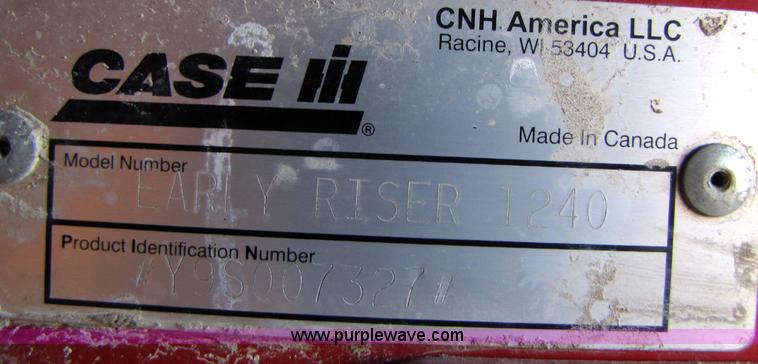 CNH America LLC
Racine, WI 53404 U.S.A.
CASE IH
®
Made In Canada
Model Number
EARLY RISER 1240
Product Identification Number
#Y9S007327#
www.purplewave.com